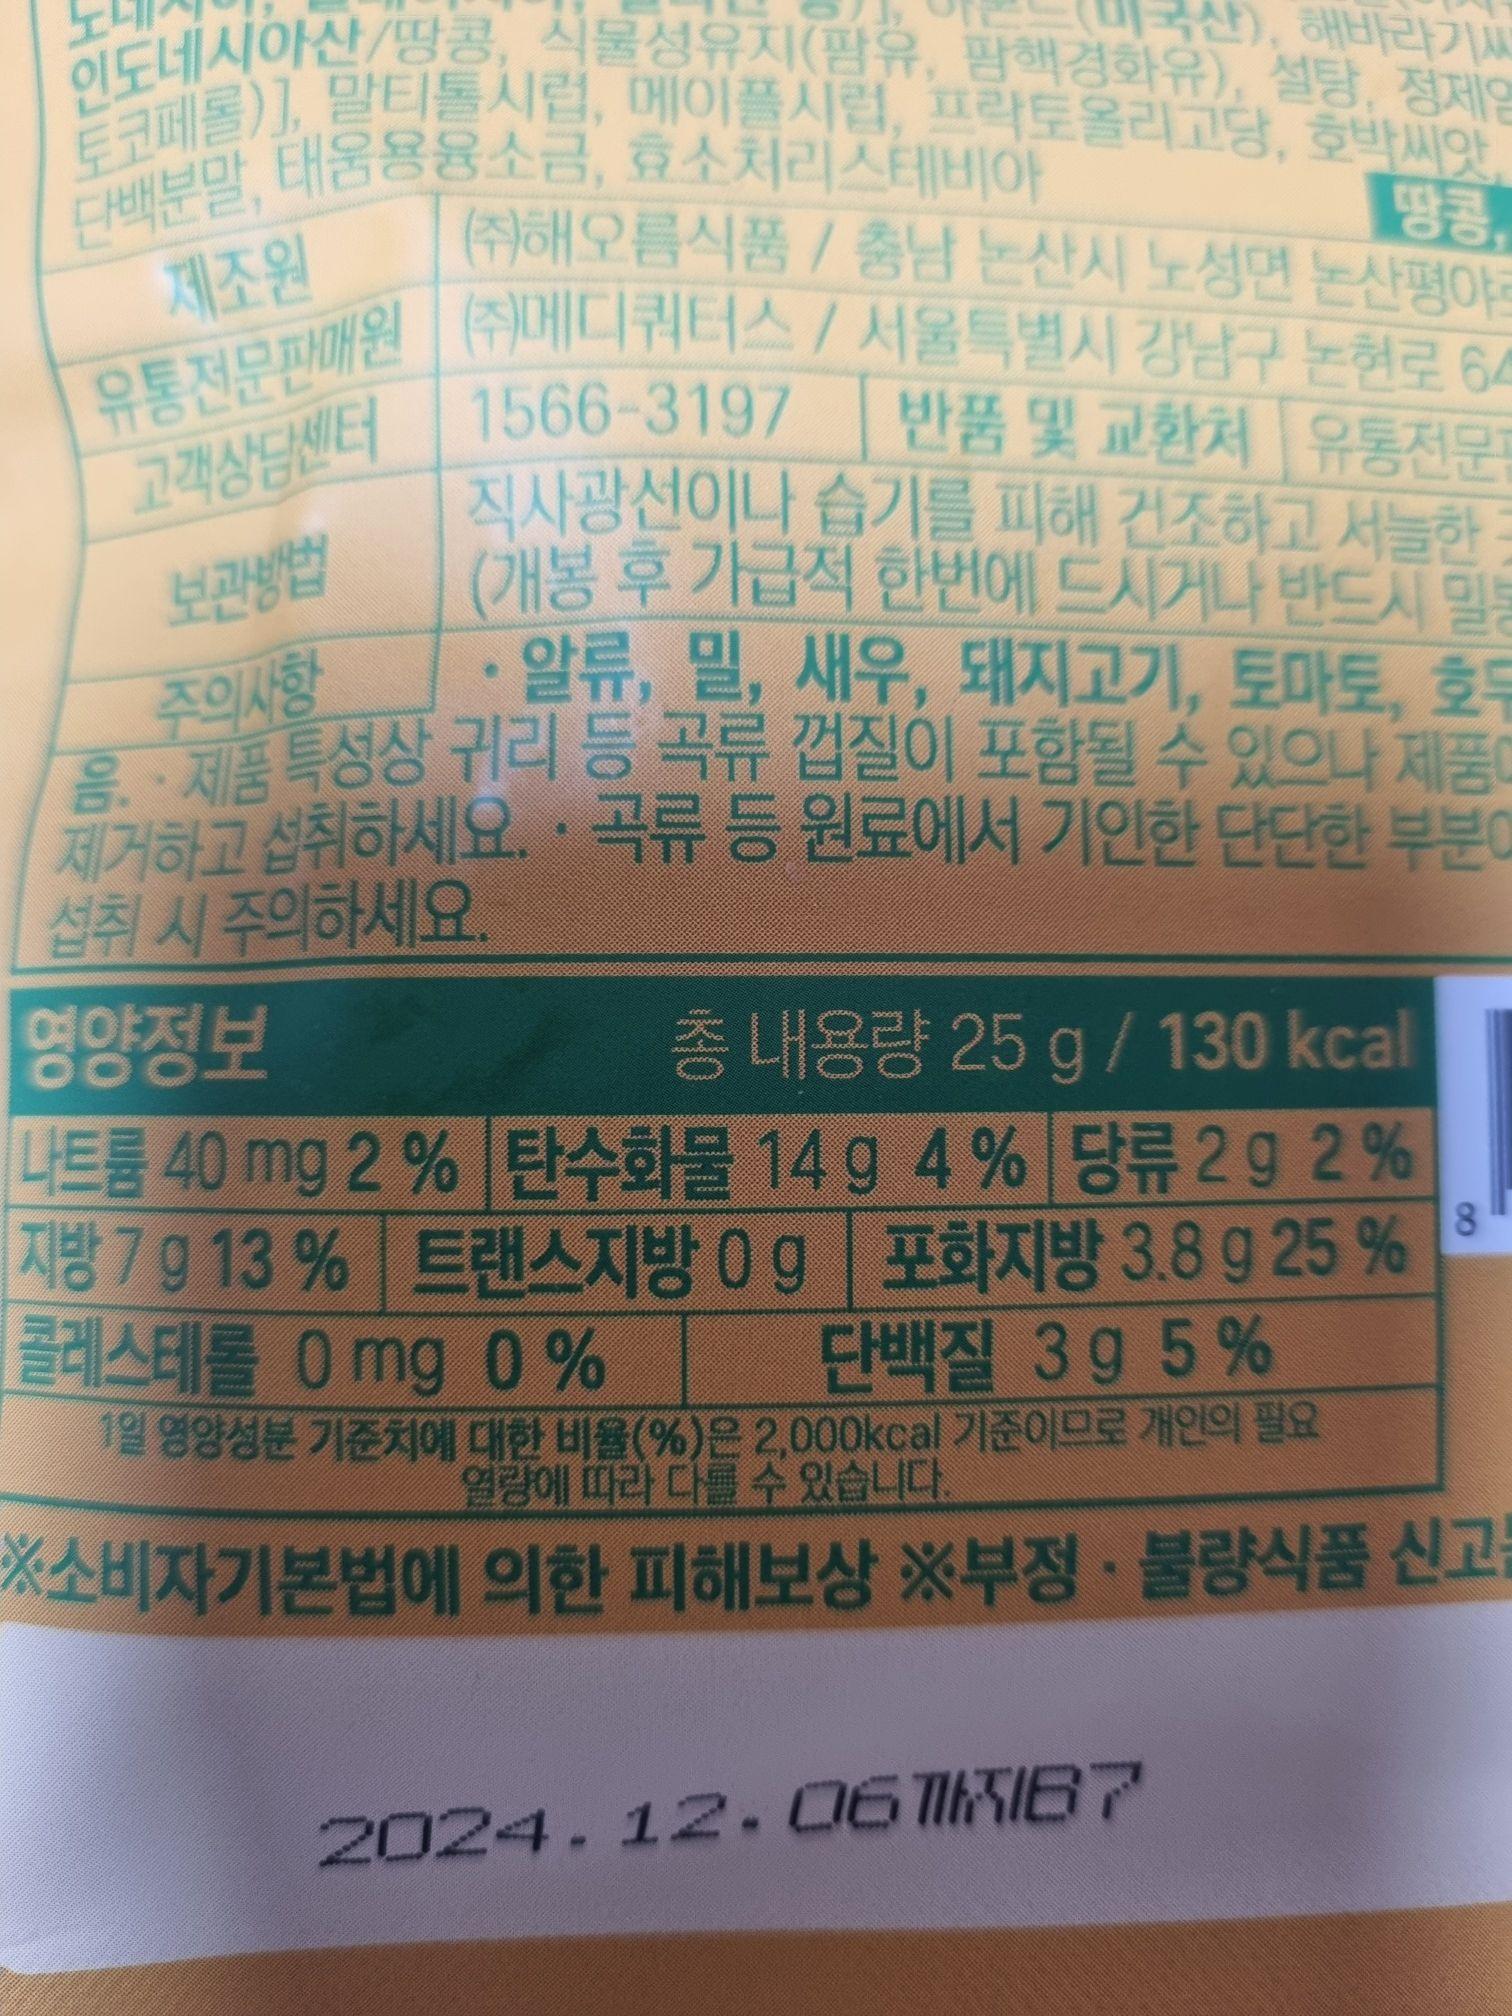 인도네시아산/땅콩, 식물성유지(팜유, 팜핵경화유), 설탕, 정제
토코페롤)], 말티톨시럽, 메이플시럽, 프락토올리고당, 호박씨앗,
단백분말, 태움용융소금, 효소처리스테비아
땅콩,
제조원 ㈜해오름식품 / 충남 논산시 노성면 논산평야
유통전문판매원 ㈜메디쿼터스 / 서울특별시 강남구 논현로 64
고객상담센터 1566-3197 반품 및 교환처 유통전문
보관방법 직사광선이나 습기를 피해 건조하고 서늘한
(개봉 후 가급적 한번에 드시거나 반드시 밀
주의사항 · 알류, 밀, 새우, 돼지고기, 토마토, 호
음. · 제품 특성상 귀리 등 곡류 껍질이 포함될 수 있으나 제품
제거하고 섭취하세요. · 곡류 등 원료에서 기인한 단단한 부분
섭취 시 주의하세요.
영양정보 총 내용량 25 g / 130 kcal
나트륨 40 mg 2 % 탄수화물 14 g 4 % 당류 2 g 2 %
지방 7 g 13 % 트랜스지방 0 g 포화지방 3.8 g 25 %
콜레스테롤 0 mg 0 % 단백질 3 g 5 %
1일 영양성분 기준치에 대한 비율(%)은 2,000kcal 기준이므로 개인의 필요
열량에 따라 다를 수 있습니다.
8
※소비자기본법에 의한 피해보상 ※부정 · 불량식품 신고
2024.12.06까지B7